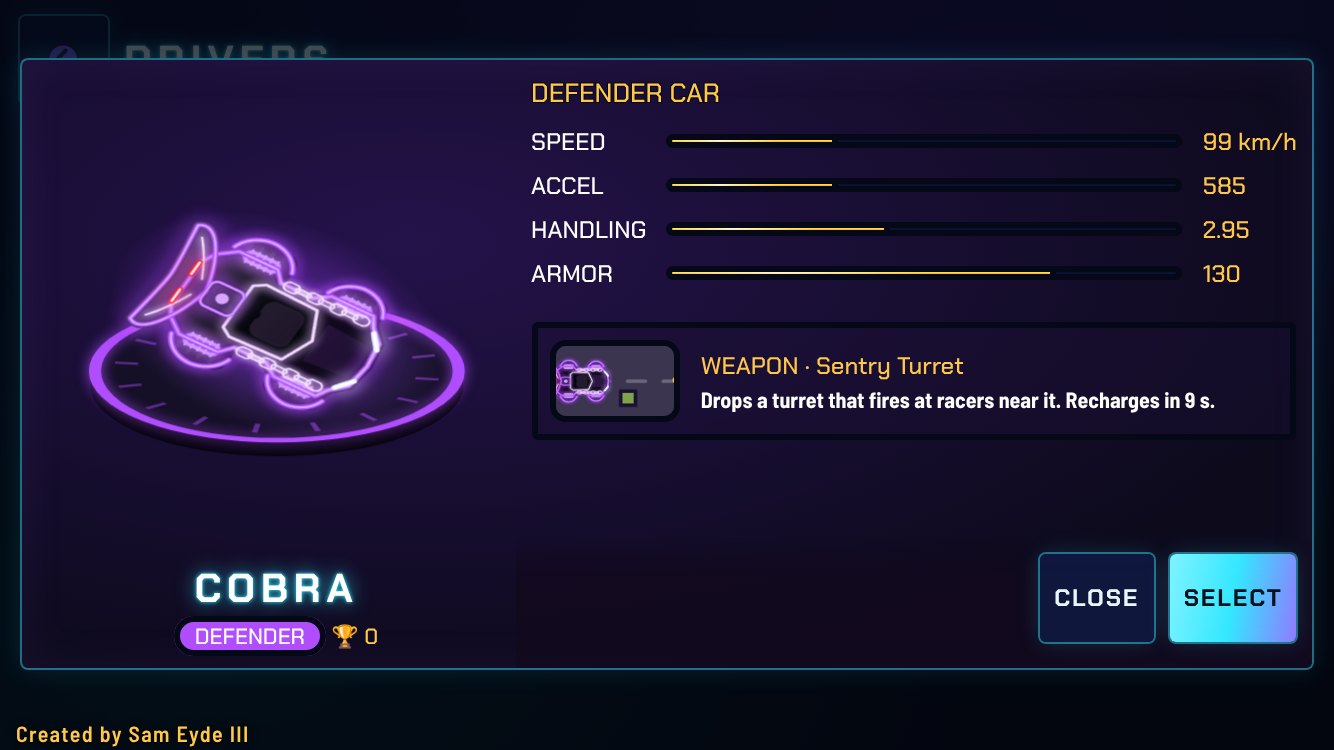 DRIVERS
DEFENDER CAR
SPEED 99 km/h
ACCEL 585
HANDLING 2.95
ARMOR 130
WEAPON · Sentry Turret
Drops a turret that fires at racers near it. Recharges in 9 s.
COBRA
DEFENDER 🏆 0
CLOSE SELECT
Created by Sam Eyde III